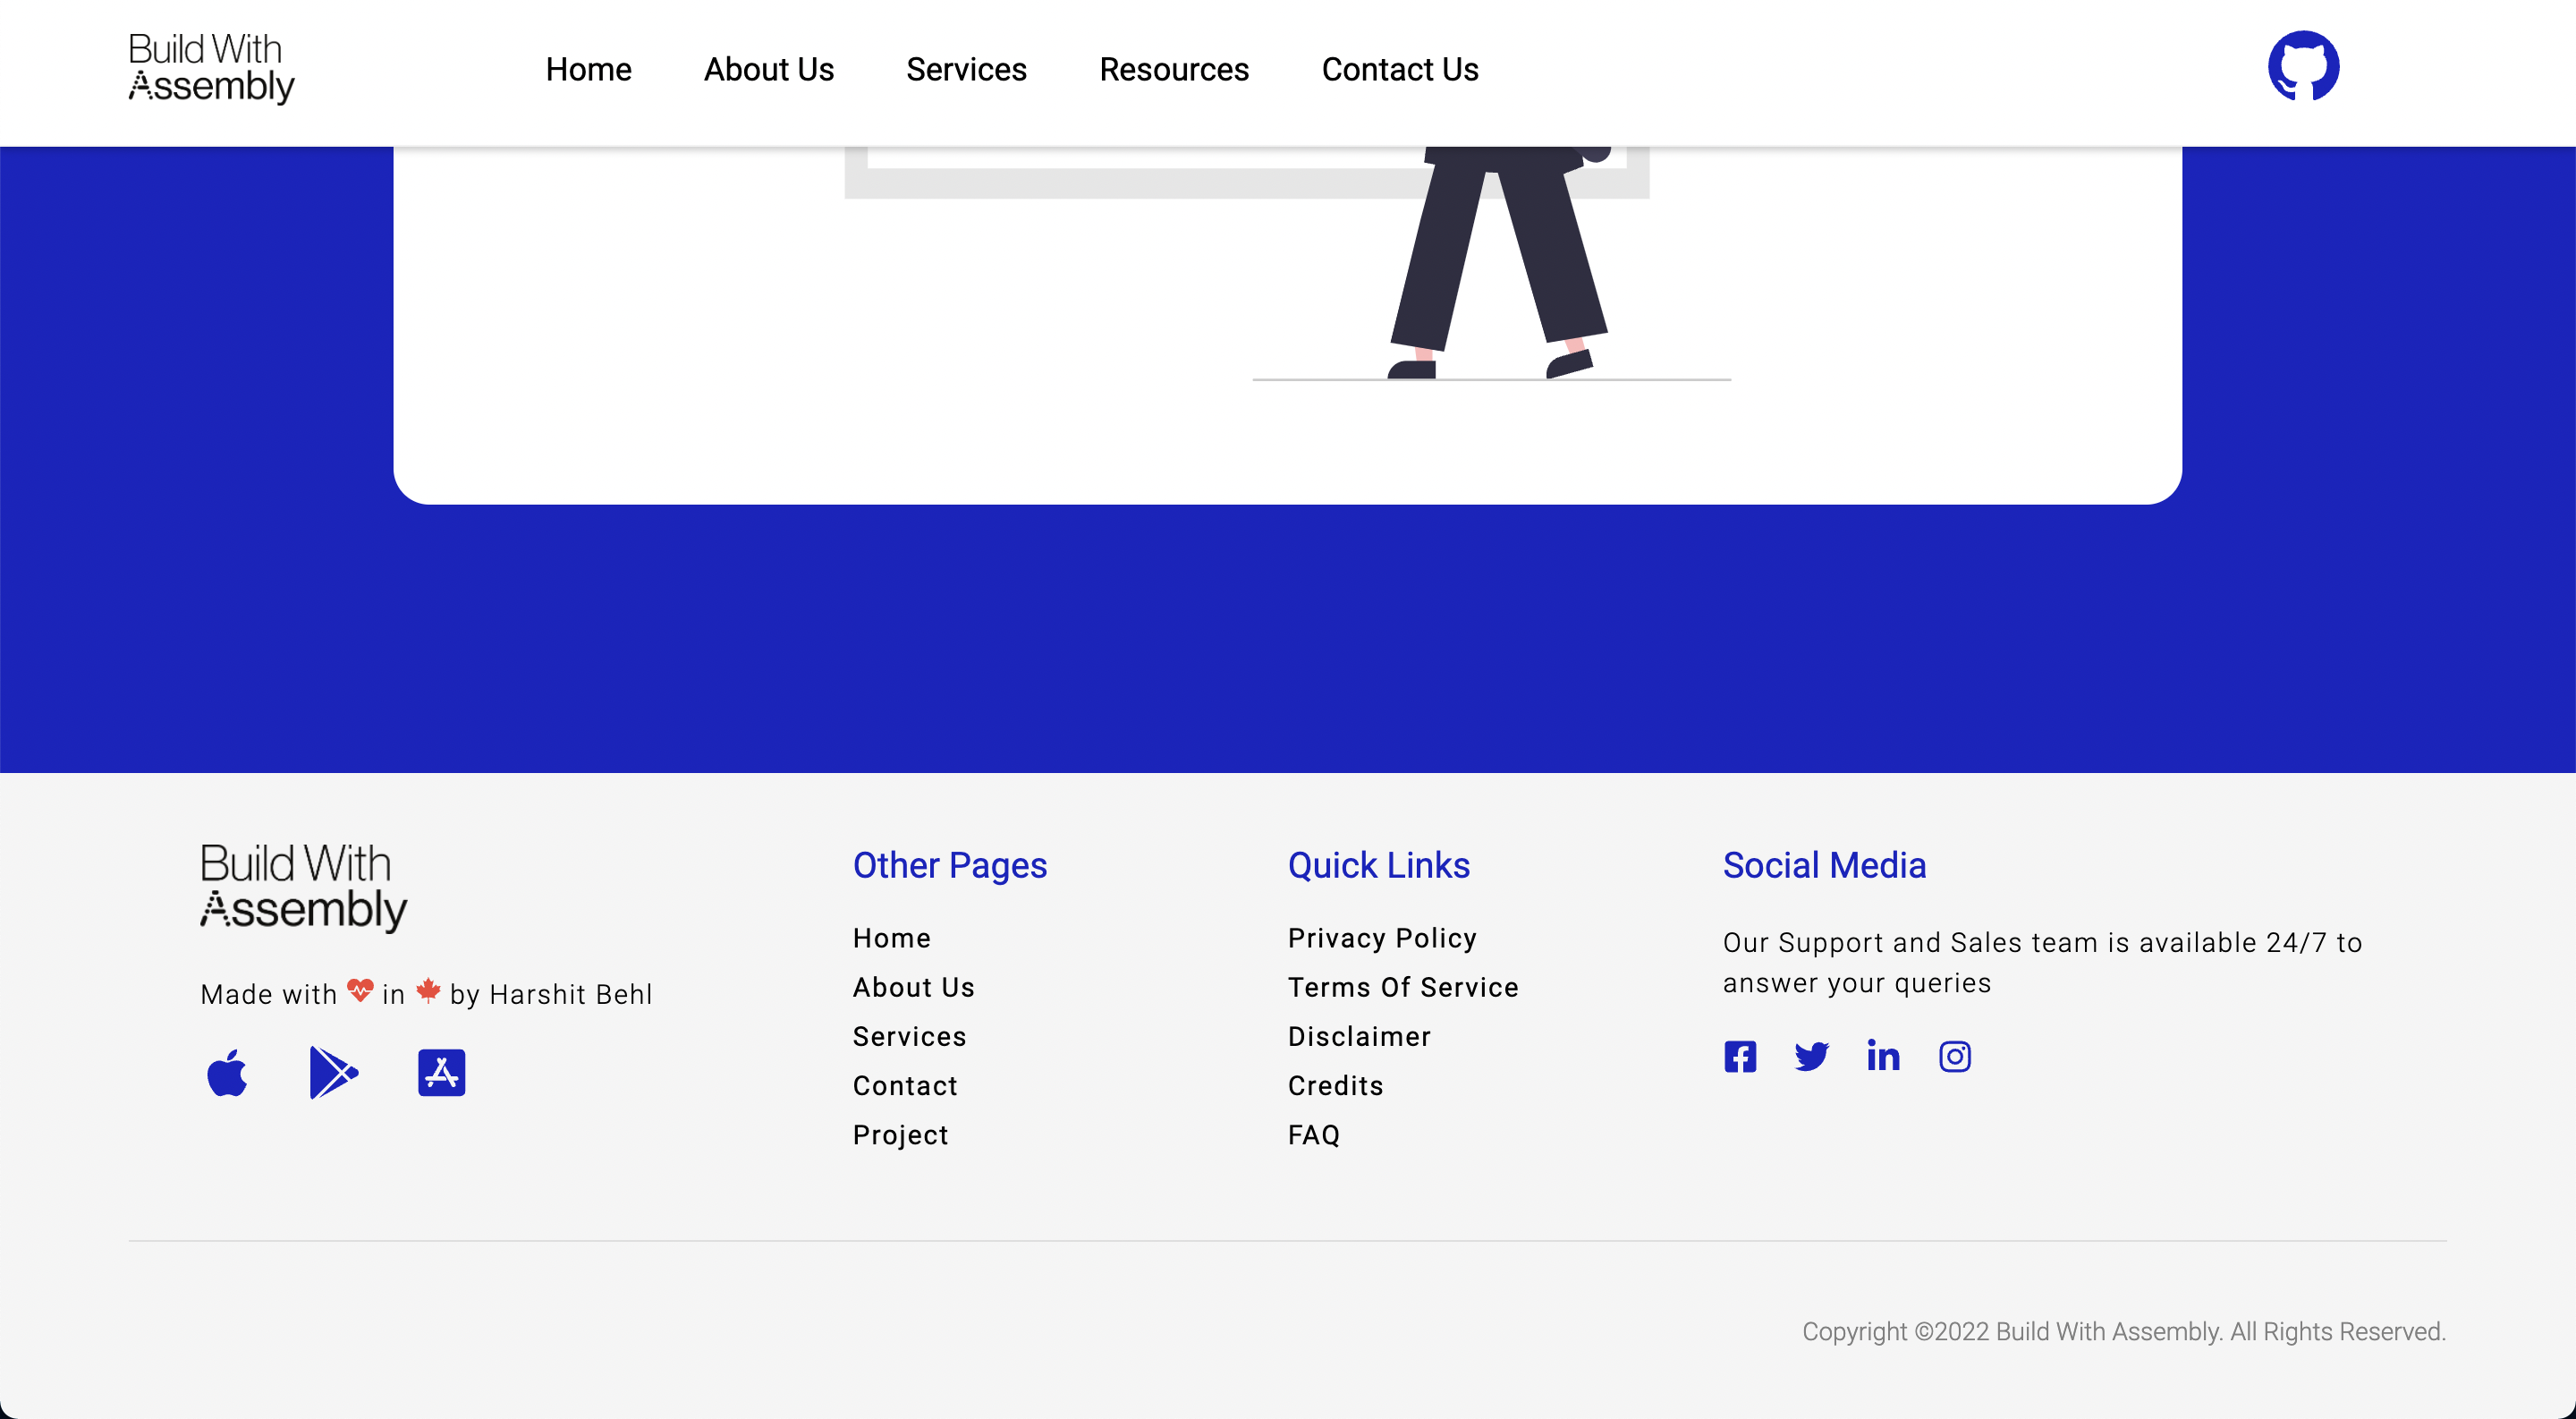 Build With
Assembly
Home
About Us
Services
Resources
Contact Us
Build With
Assembly
Made with in by Harshit Behl
Other Pages
Home
About Us
Services
Contact
Project
Quick Links
Privacy Policy
Terms Of Service
Disclaimer
Credits
FAQ
Social Media
Our Support and Sales team is available 24/7 to
answer your queries
Copyright ©2022 Build With Assembly. All Rights Reserved.